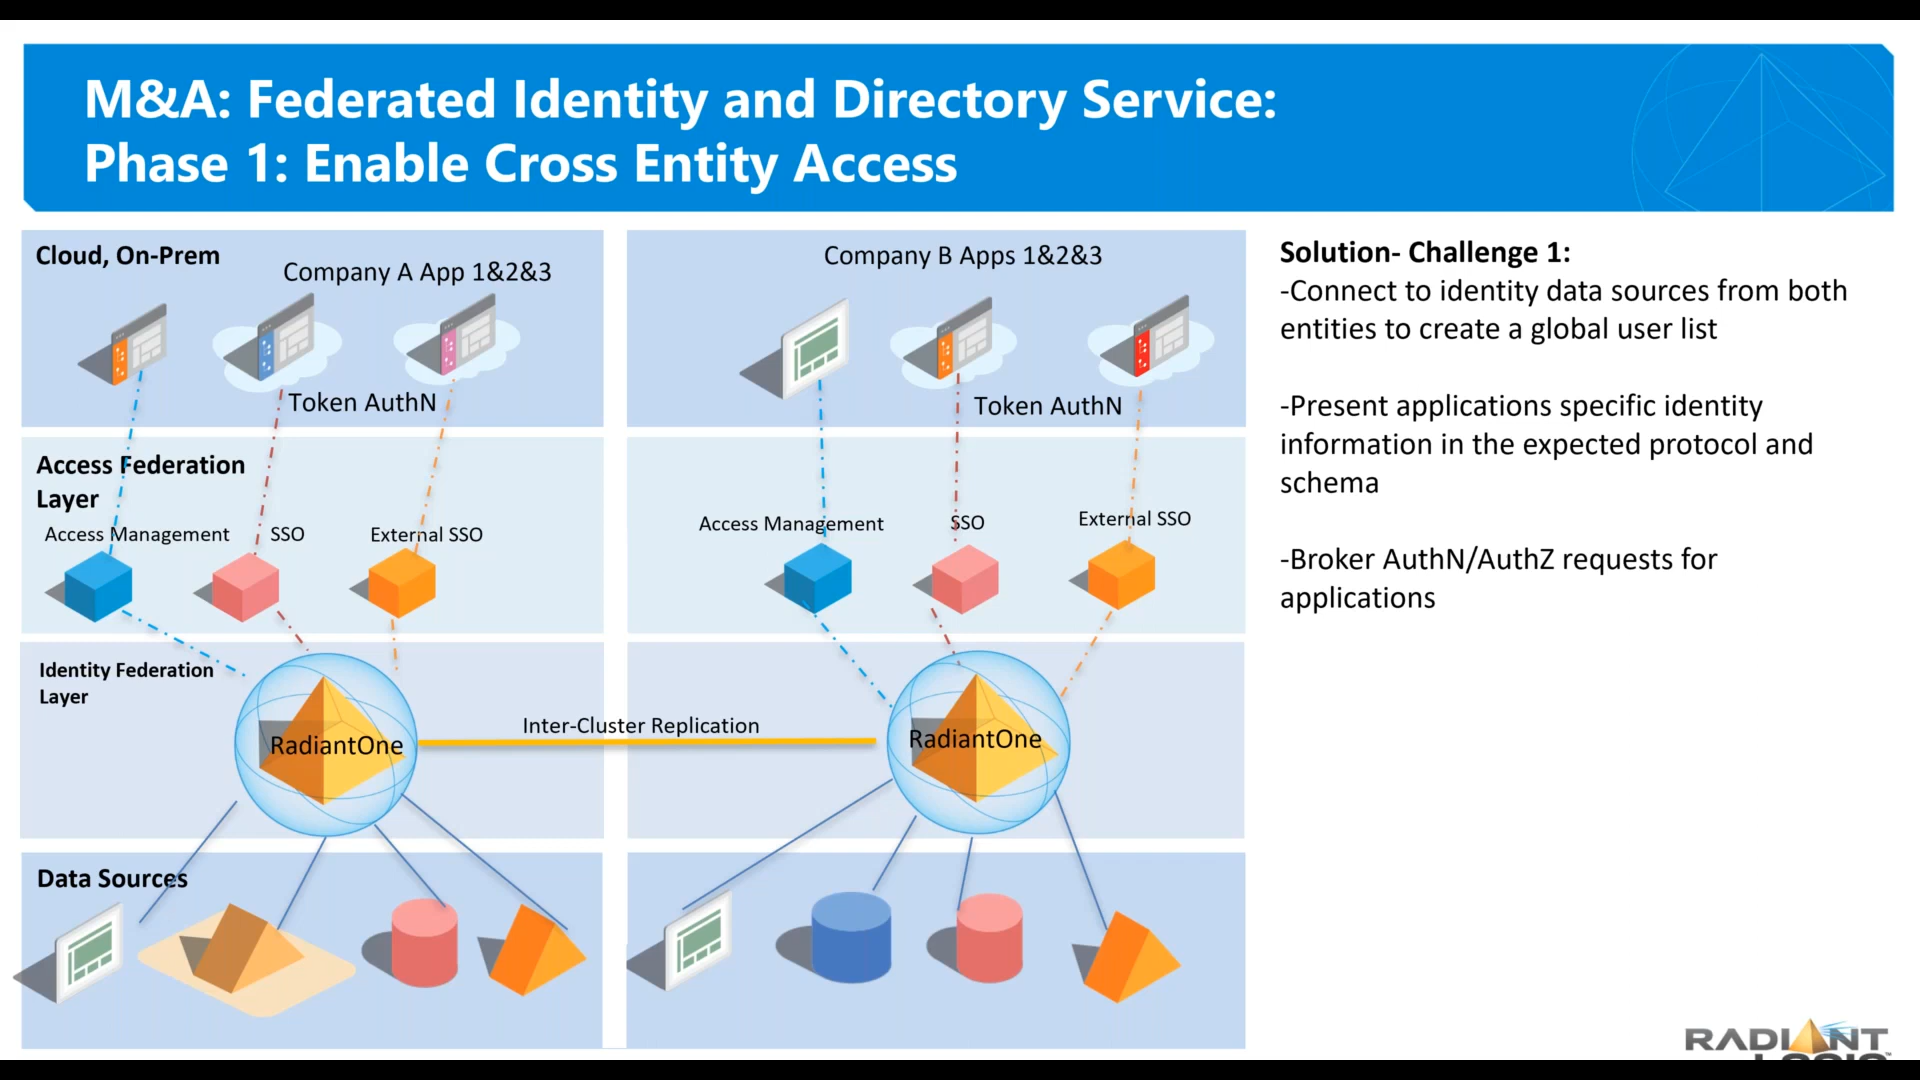 M&A: Federated Identity and Directory Service:
Phase 1: Enable Cross Entity Access
Cloud, On-Prem
Company A App 1&2&3
Token AuthN
Company B Apps 1&2&3
Token AuthN
Access Federation
Layer
Access Management
SSO
External SSO
Access Management
SSO
External SSO
Identity Federation
Layer
RadiantOne
Inter-Cluster Replication
RadiantOne
Data Sources
Solution- Challenge 1:
-Connect to identity data sources from both
entities to create a global user list
-Present applications specific identity
information in the expected protocol and
schema
-Broker AuthN/AuthZ requests for
applications
RADIANT
LOGIC